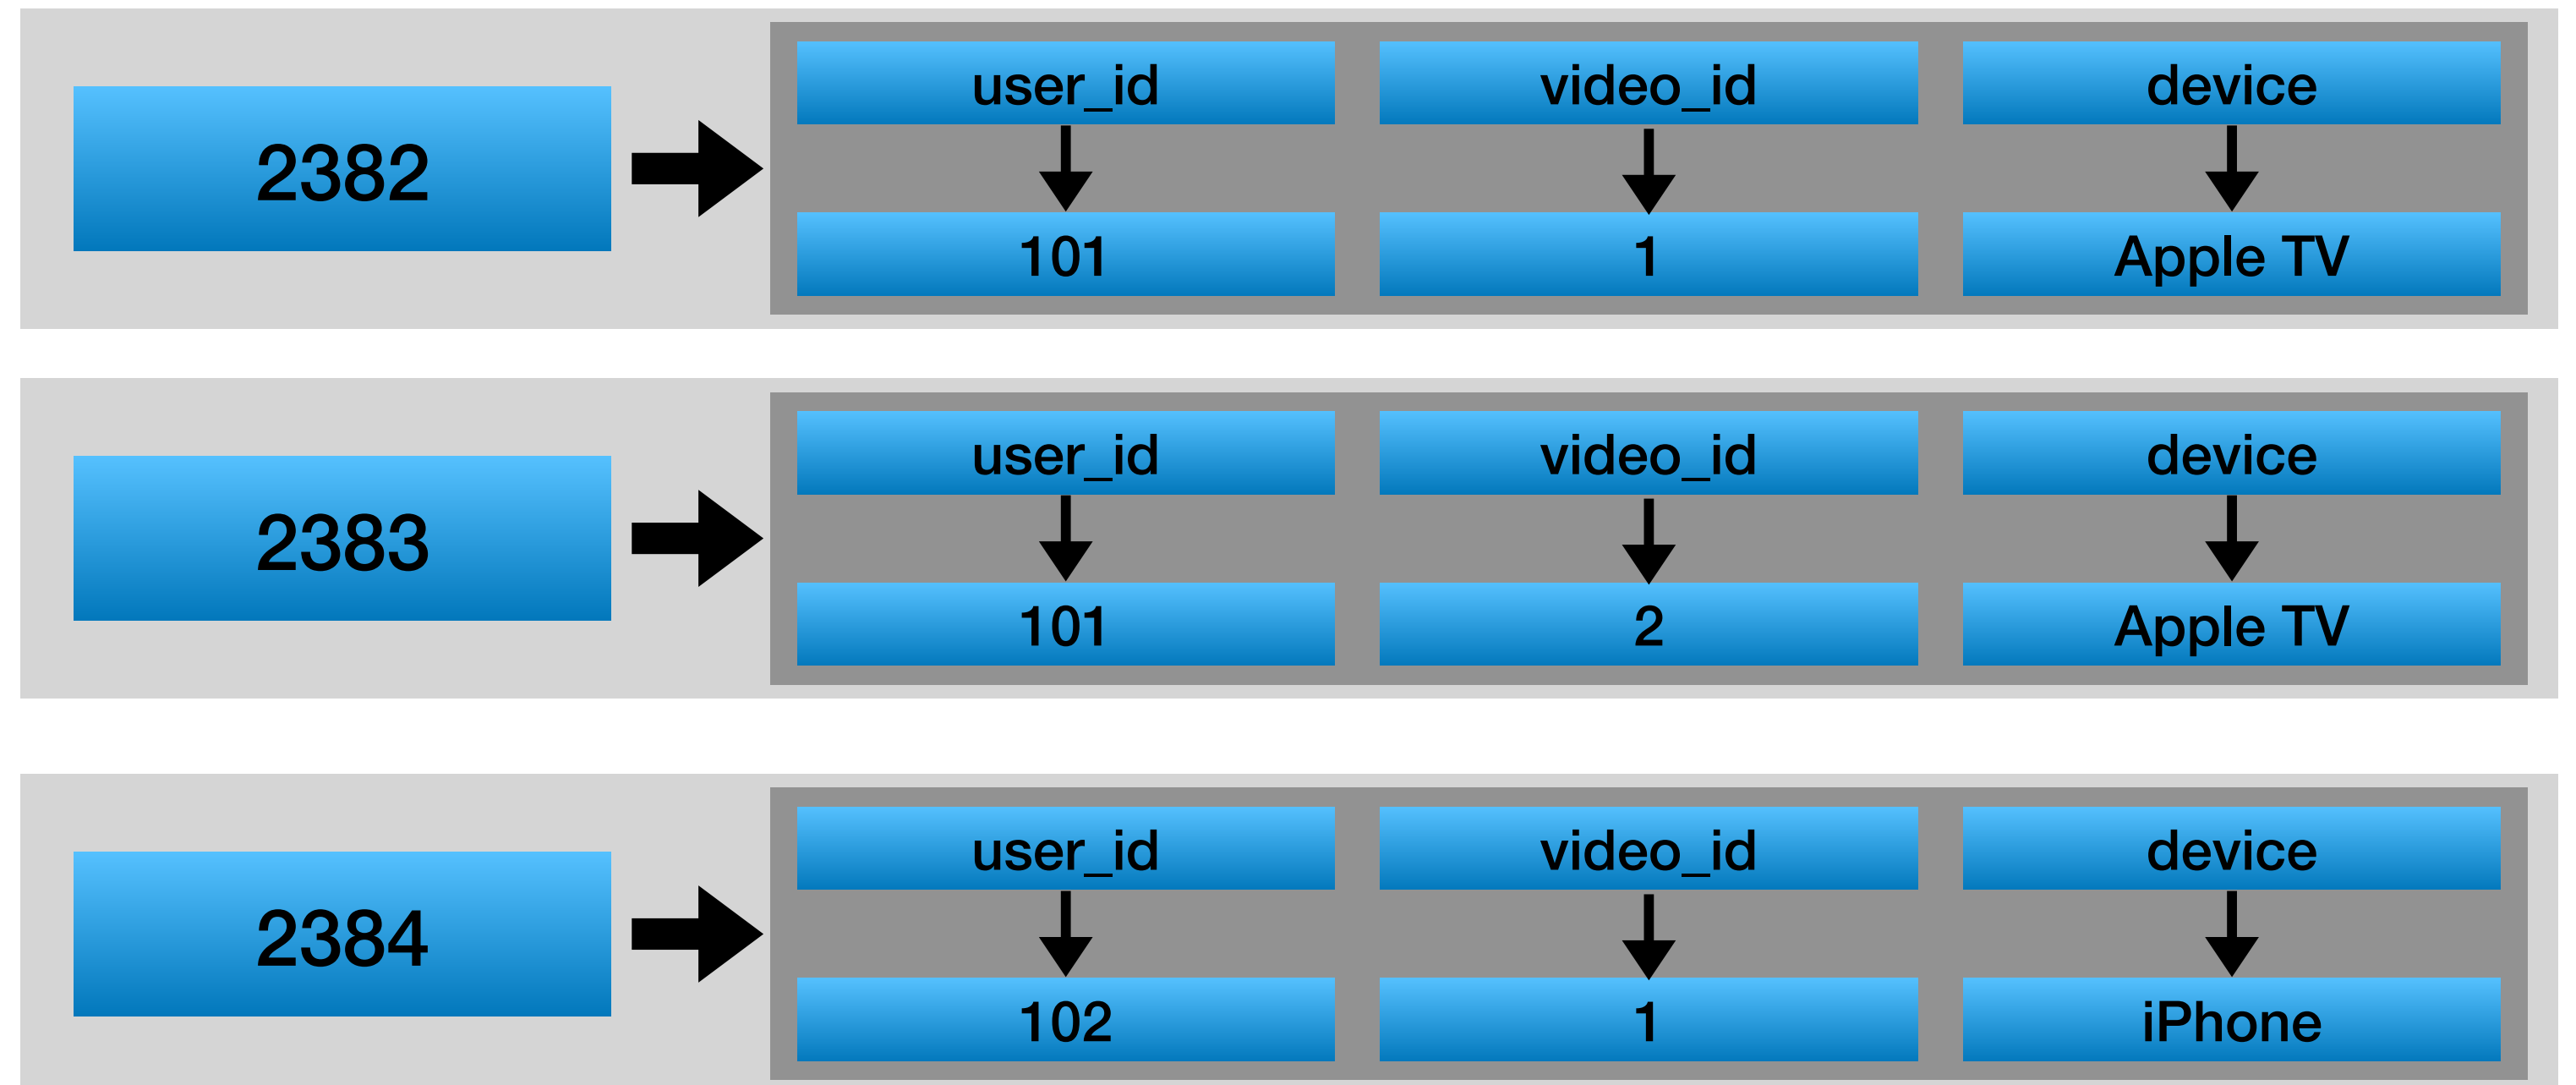 user_id video_id device
2382
101 1 Apple TV
user_id video_id device
2383
101 2 Apple TV
user_id video_id device
2384
102 1 iPhone